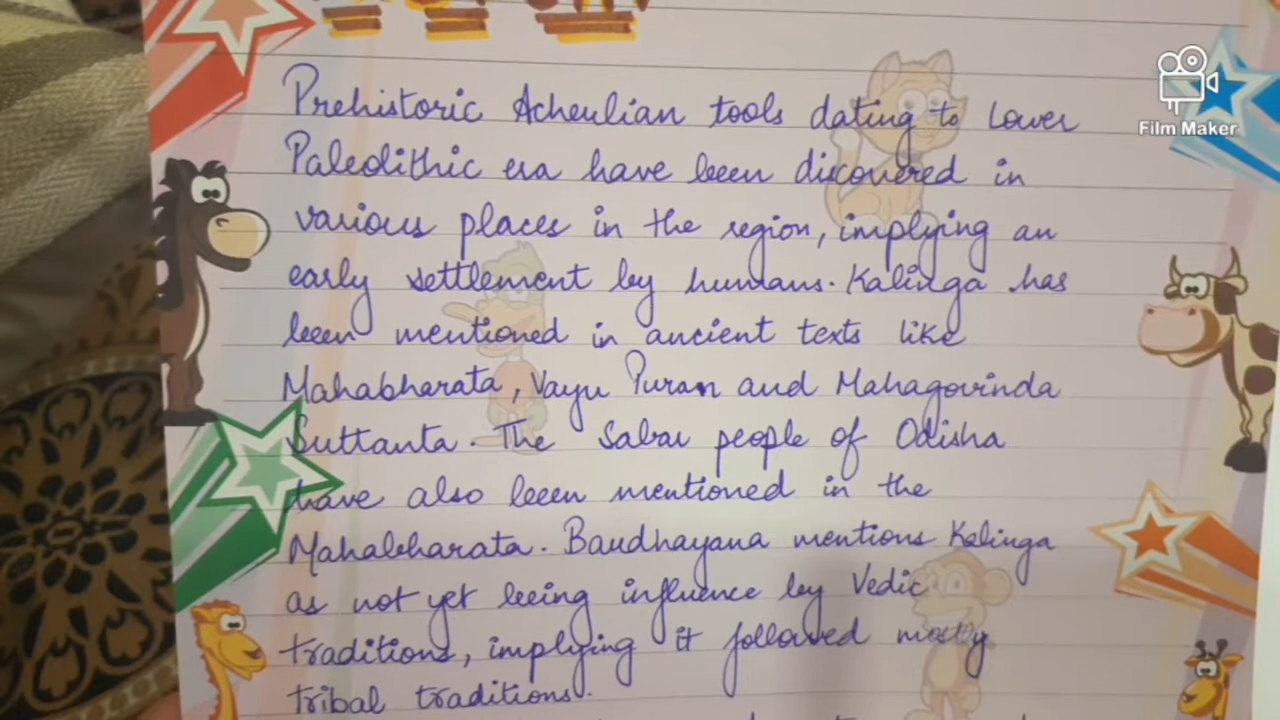 Prehistoric Acheulian tools dating to Lower
Film Maker
Paleolithic era have been discovered in
various places in the region, implying an
early settlement by humans. Kalinga has
been mentioned in ancient texts like
Mahabharata, Vayu Puran and Mahagovinda
Suttanta. The Sabar people of Odisha
have also been mentioned in the
Mahabharata. Baudhayana mentions Kalinga
as not yet being influence by Vedic
traditions, implying it followed mostly
tribal traditions.